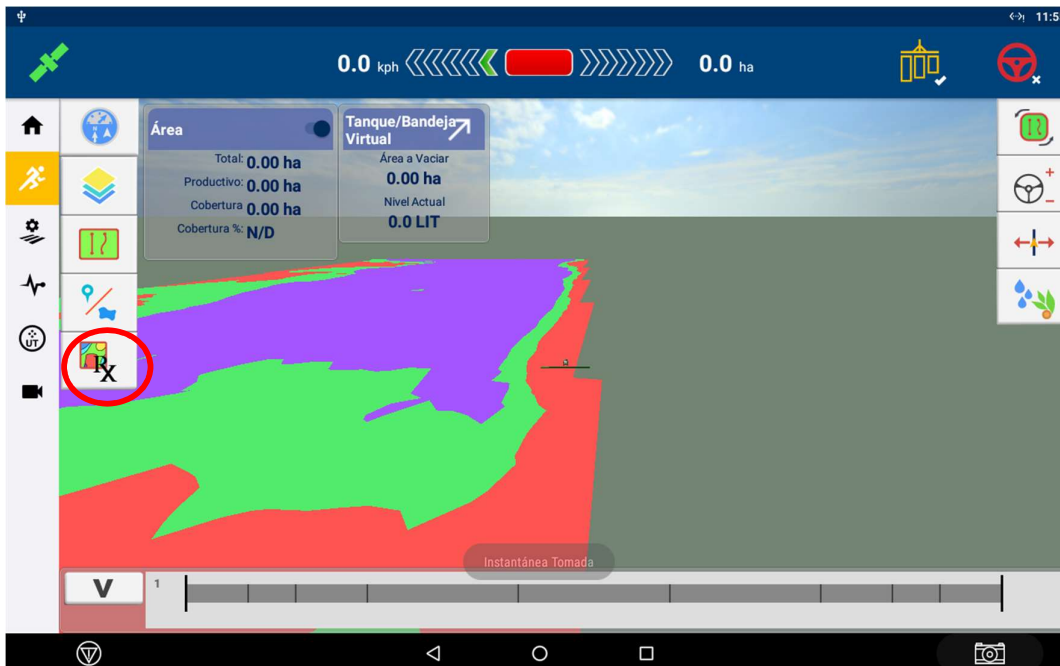 11:5
0.0 kph
0.0 ha
Área
Total: 0.00 ha
Productivo: 0.00 ha
Cobertura 0.00 ha
Cobertura %: N/D
Tanque/Bandeja
Virtual
Área a Vaciar
0.00 ha
Nivel Actual
0.0 LIT
N
UT
Rx
Instantánea Tomada
V
1